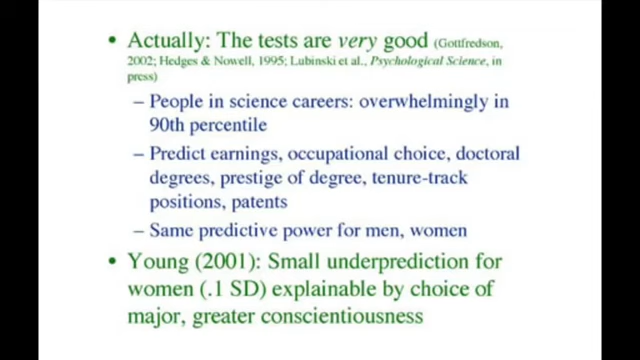 • Actually: The tests are very good (Gottfredson,
2002; Hedges & Nowell, 1995; Lubinski et al., Psychological Science, in
press)
– People in science careers: overwhelmingly in
90th percentile
– Predict earnings, occupational choice, doctoral
degrees, prestige of degree, tenure-track
positions, patents
– Same predictive power for men, women
• Young (2001): Small underprediction for
women (.1 SD) explainable by choice of
major, greater conscientiousness